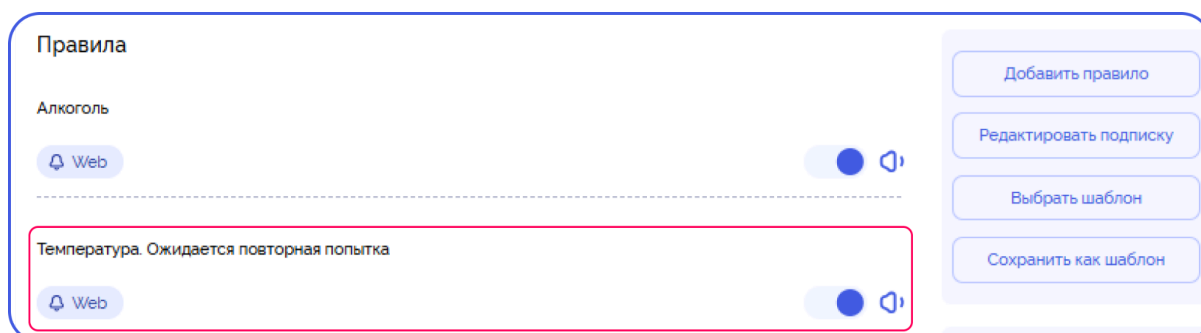 Правила
Алкоголь
Web
Температура. Ожидается повторная попытка
Web
Добавить правило
Редактировать подписку
Выбрать шаблон
Сохранить как шаблон